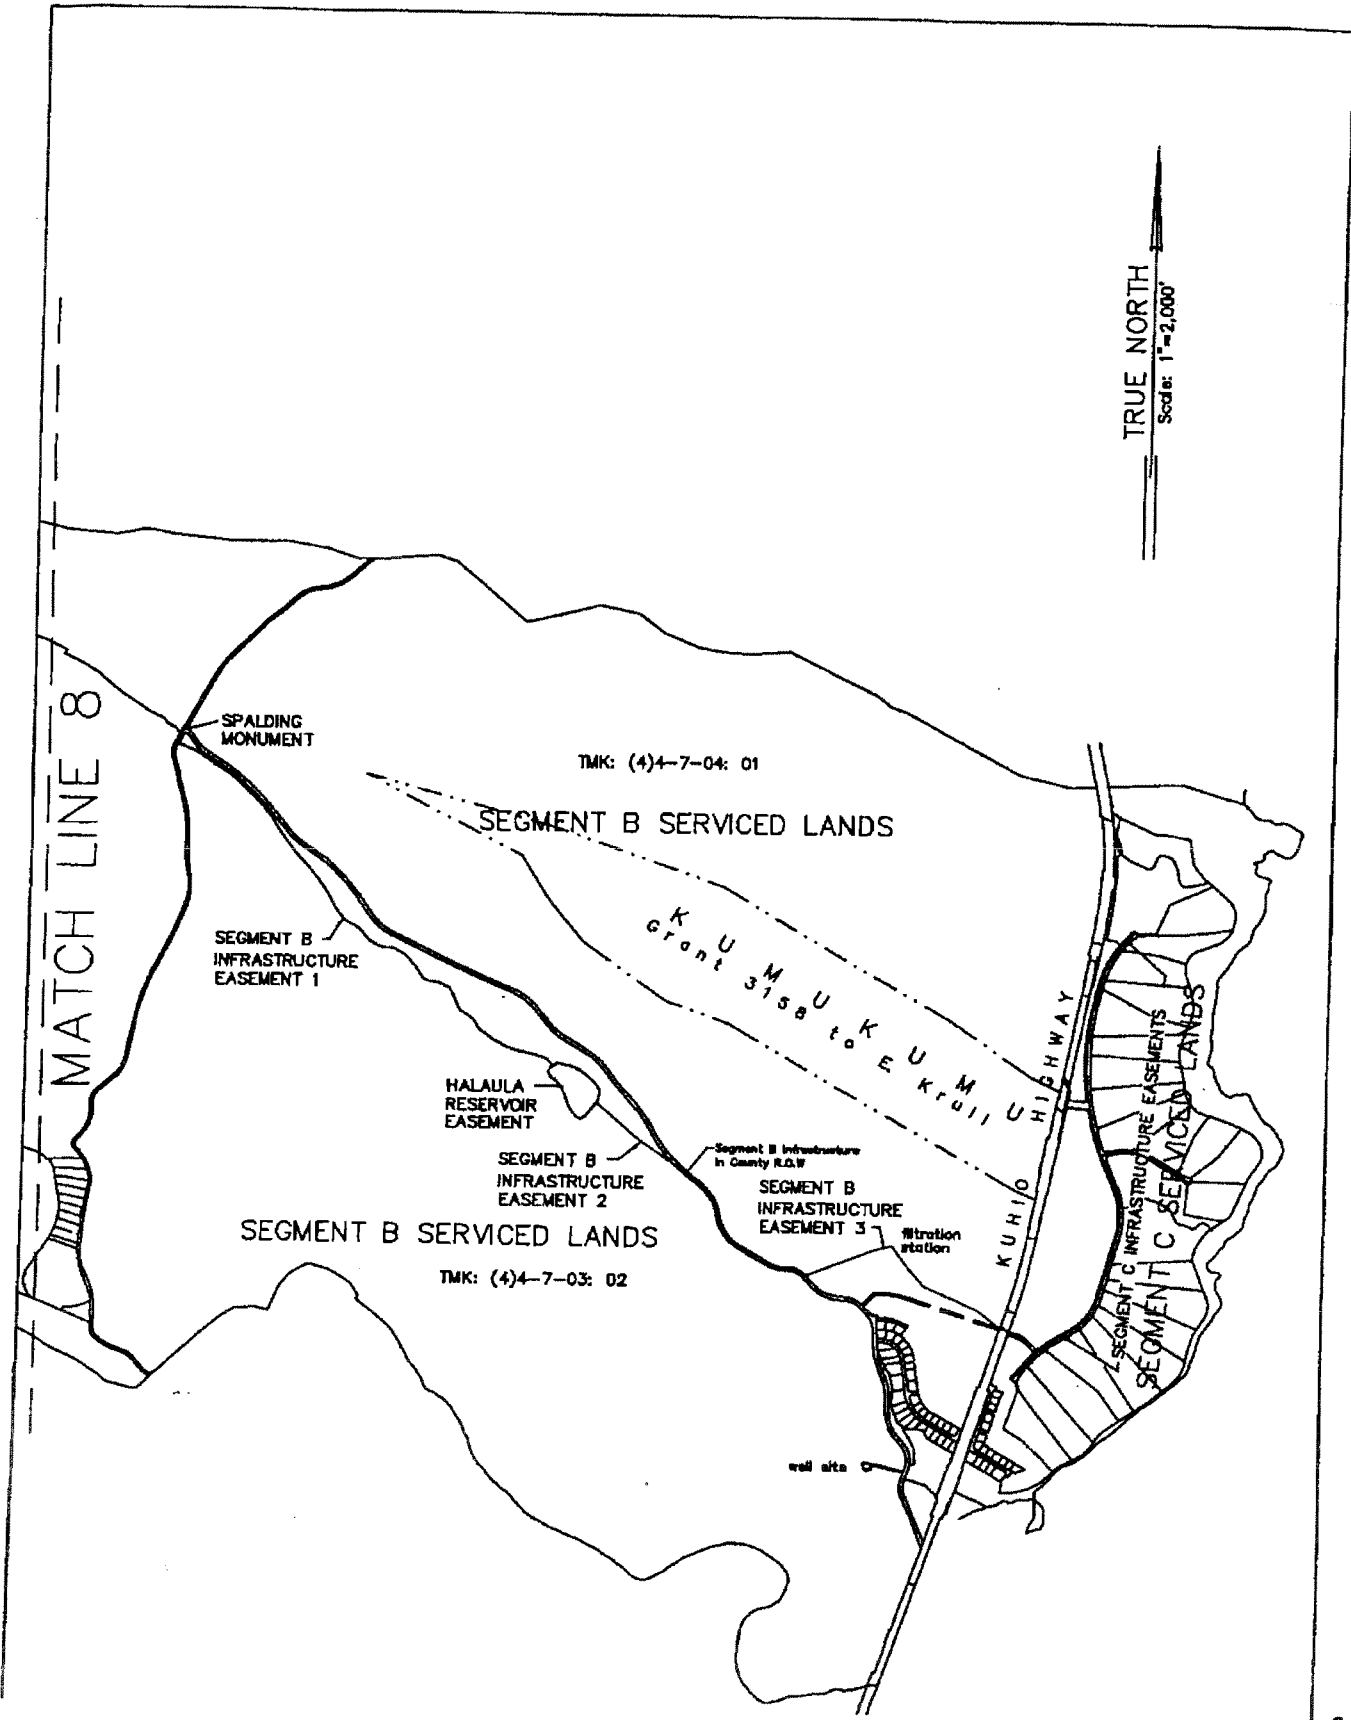 TRUE NORTH
Scale: 1"=2,000'
MATCH LINE 8
SPALDING
MONUMENT
TMK: (4)4-7-04: 01
SEGMENT B SERVICED LANDS
K U M U K U M U
Grant 3158 to E. Krull
SEGMENT B
INFRASTRUCTURE
EASEMENT 1
HALAULA
RESERVOIR
EASEMENT
SEGMENT B
INFRASTRUCTURE
EASEMENT 2
Segment B Infrastructure
in County R.O.W
SEGMENT B
INFRASTRUCTURE
EASEMENT 3
filtration
station
KUHIO HIGHWAY
SEGMENT C INFRASTRUCTURE EASEMENTS
SEGMENT C SERVICED LANDS
SEGMENT B SERVICED LANDS
TMK: (4)4-7-03: 02
well site